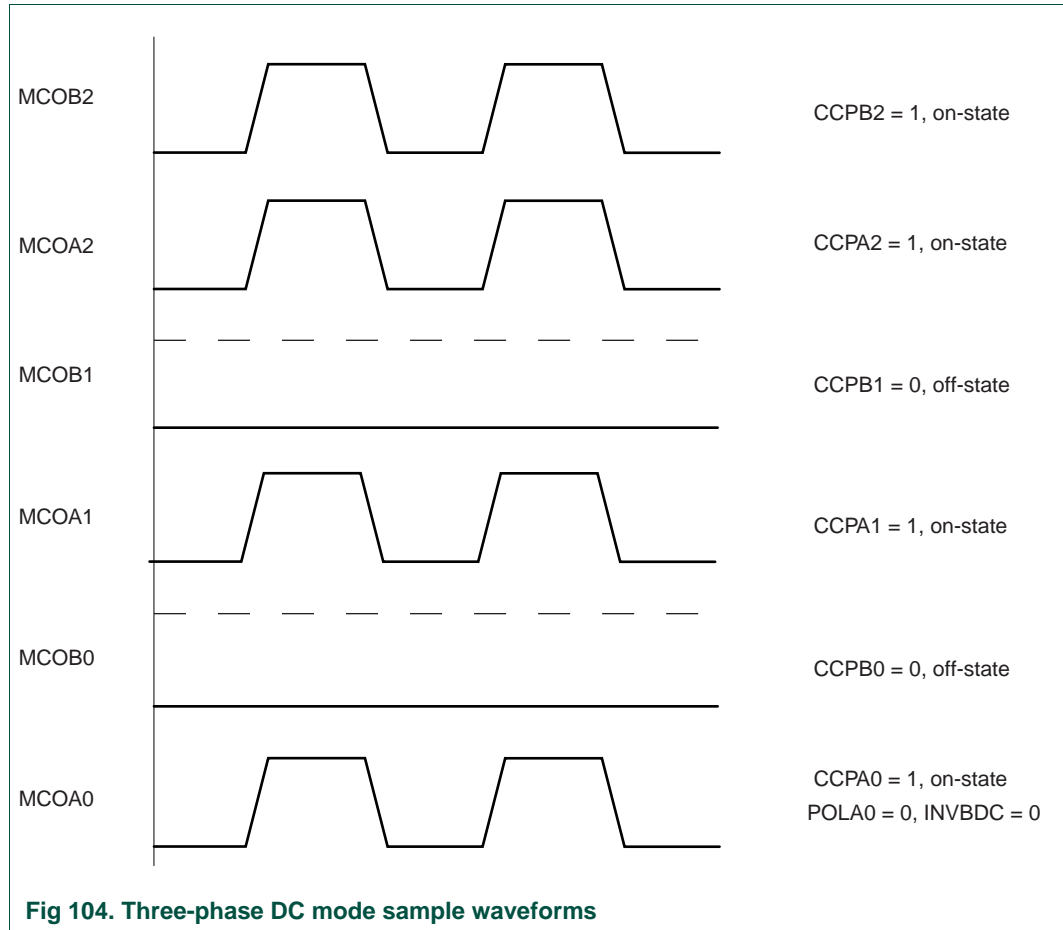 MCOB2
CCPB2 = 1, on-state
MCOA2
CCPA2 = 1, on-state
MCOB1
CCPB1 = 0, off-state
MCOA1
CCPA1 = 1, on-state
MCOB0
CCPB0 = 0, off-state
MCOA0
CCPA0 = 1, on-state
POLA0 = 0, INVBDC = 0
Fig 104. Three-phase DC mode sample waveforms